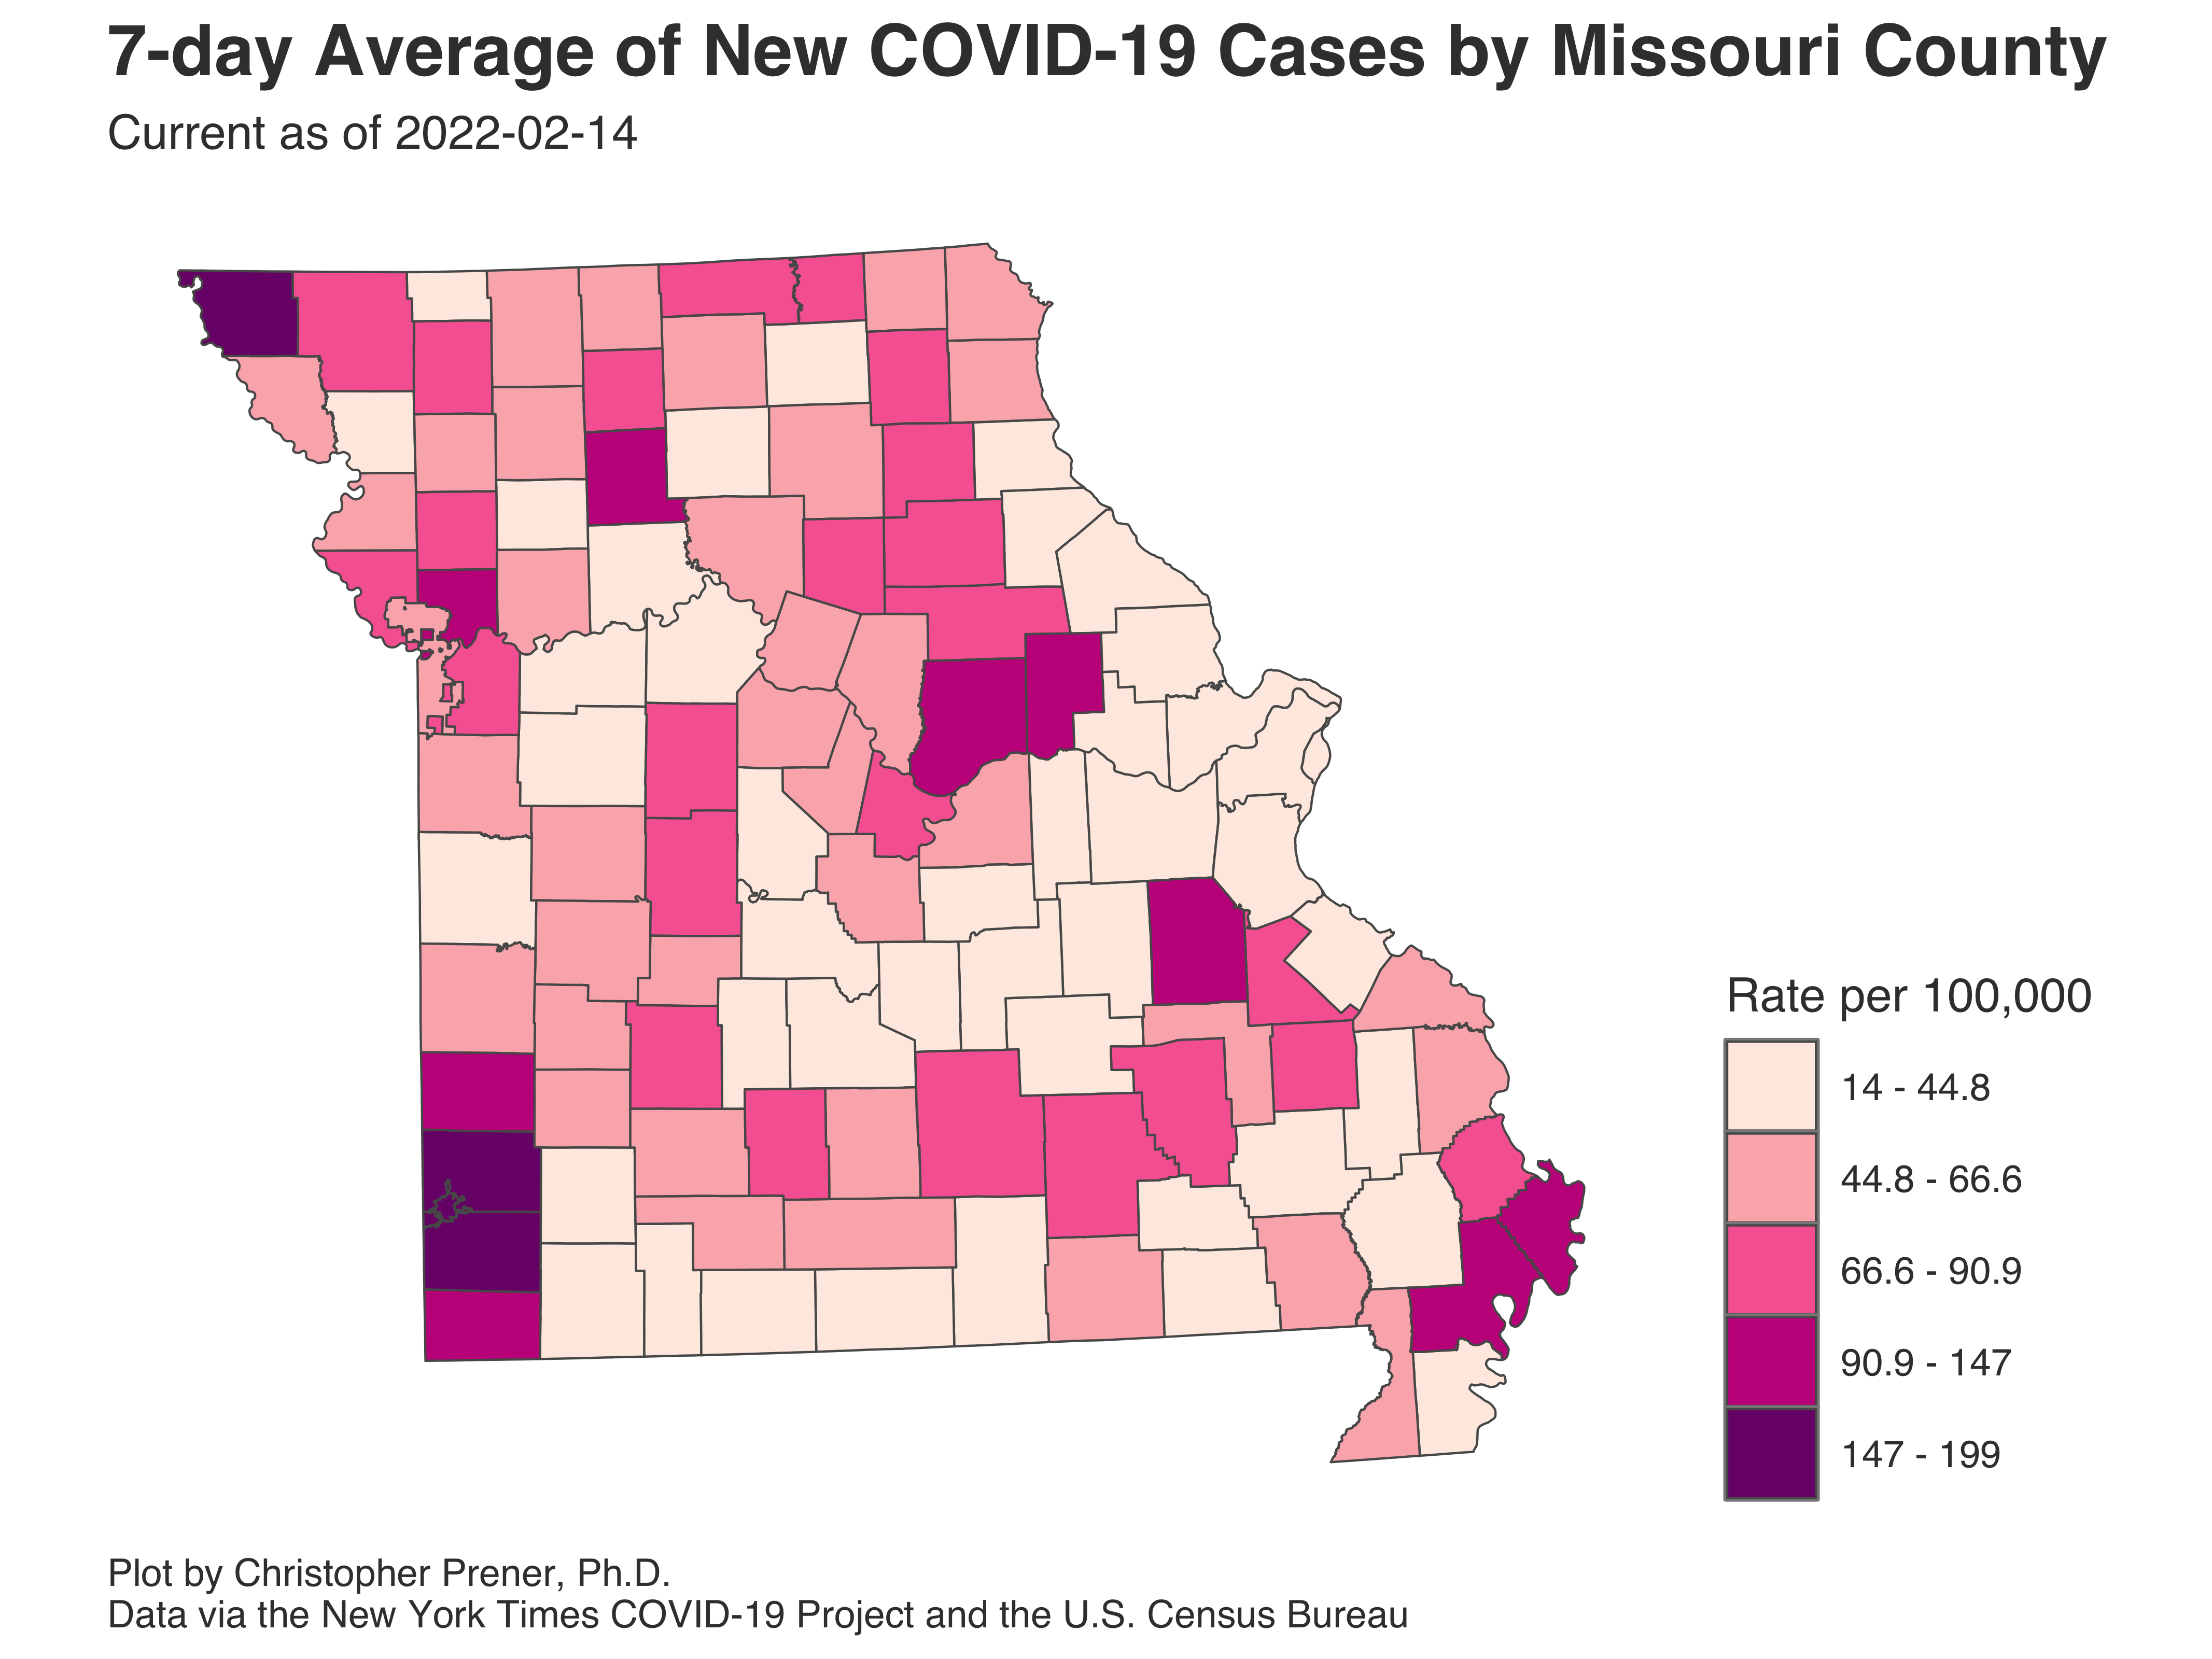 7-day Average of New COVID-19 Cases by Missouri County
Current as of 2022-02-14
Rate per 100,000
14 - 44.8
44.8 - 66.6
66.6 - 90.9
90.9 - 147
147 - 199
Plot by Christopher Prener, Ph.D.
Data via the New York Times COVID-19 Project and the U.S. Census Bureau